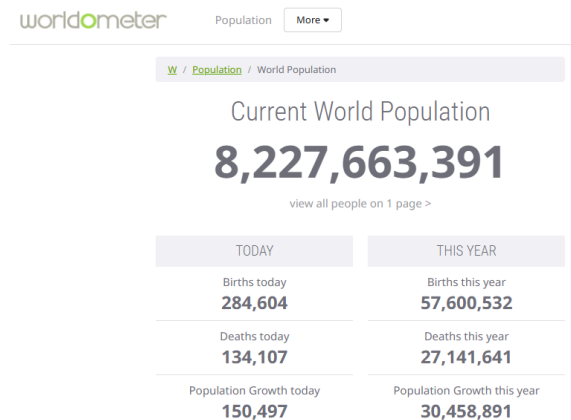 worldometer
Population
More
W / Population / World Population
Current World Population
8,227,663,391
view all people on 1 page >
TODAY
Births today
284,604
Deaths today
134,107
Population Growth today
150,497
THIS YEAR
Births this year
57,600,532
Deaths this year
27,141,641
Population Growth this year
30,458,891